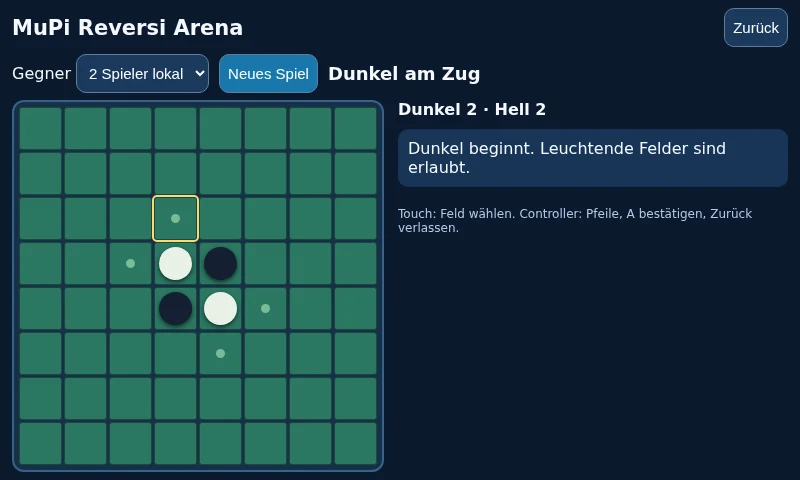 MuPi Reversi Arena
Zurück
Gegner 2 Spieler lokal Neues Spiel Dunkel am Zug
Dunkel 2 · Hell 2
Dunkel beginnt. Leuchtende Felder sind
erlaubt.
Touch: Feld wählen. Controller: Pfeile, A bestätigen, Zurück
verlassen.